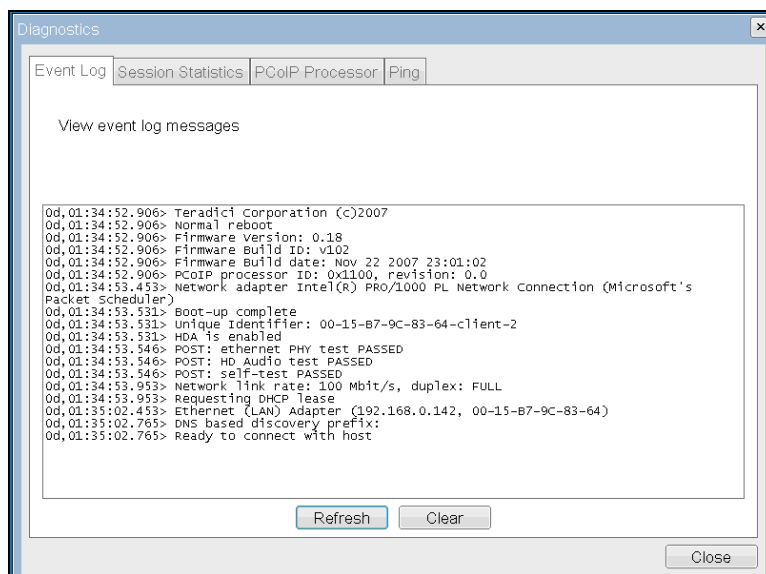 Diagnostics
Event Log
Session Statistics
PCoIP Processor
Ping
View event log messages
0d,01:34:52.906> Teradici Corporation (c)2007
0d,01:34:52.906> Normal reboot
0d,01:34:52.906> Firmware Version: 0.18
0d,01:34:52.906> Firmware Build ID: v102
0d,01:34:52.906> Firmware Build date: Nov 22 2007 23:01:02
0d,01:34:52.906> PCoIP processor ID: 0x1100, revision: 0.0
0d,01:34:53.453> Network adapter Intel(R) PRO/1000 PL Network Connection (Microsoft's
Packet Scheduler)
0d,01:34:53.531> Boot-up complete
0d,01:34:53.531> Unique Identifier: 00-15-B7-9C-83-64-client-2
0d,01:34:53.531> HDA is enabled
0d,01:34:53.546> POST: ethernet PHY test PASSED
0d,01:34:53.546> POST: HD Audio test PASSED
0d,01:34:53.546> POST: self-test PASSED
0d,01:34:53.953> Network link rate: 100 Mbit/s, duplex: FULL
0d,01:34:53.953> Requesting DHCP lease
0d,01:35:02.453> Ethernet (LAN) Adapter (192.168.0.142, 00-15-B7-9C-83-64)
0d,01:35:02.765> DNS based discovery prefix:
0d,01:35:02.765> Ready to connect with host
Refresh
Clear
Close